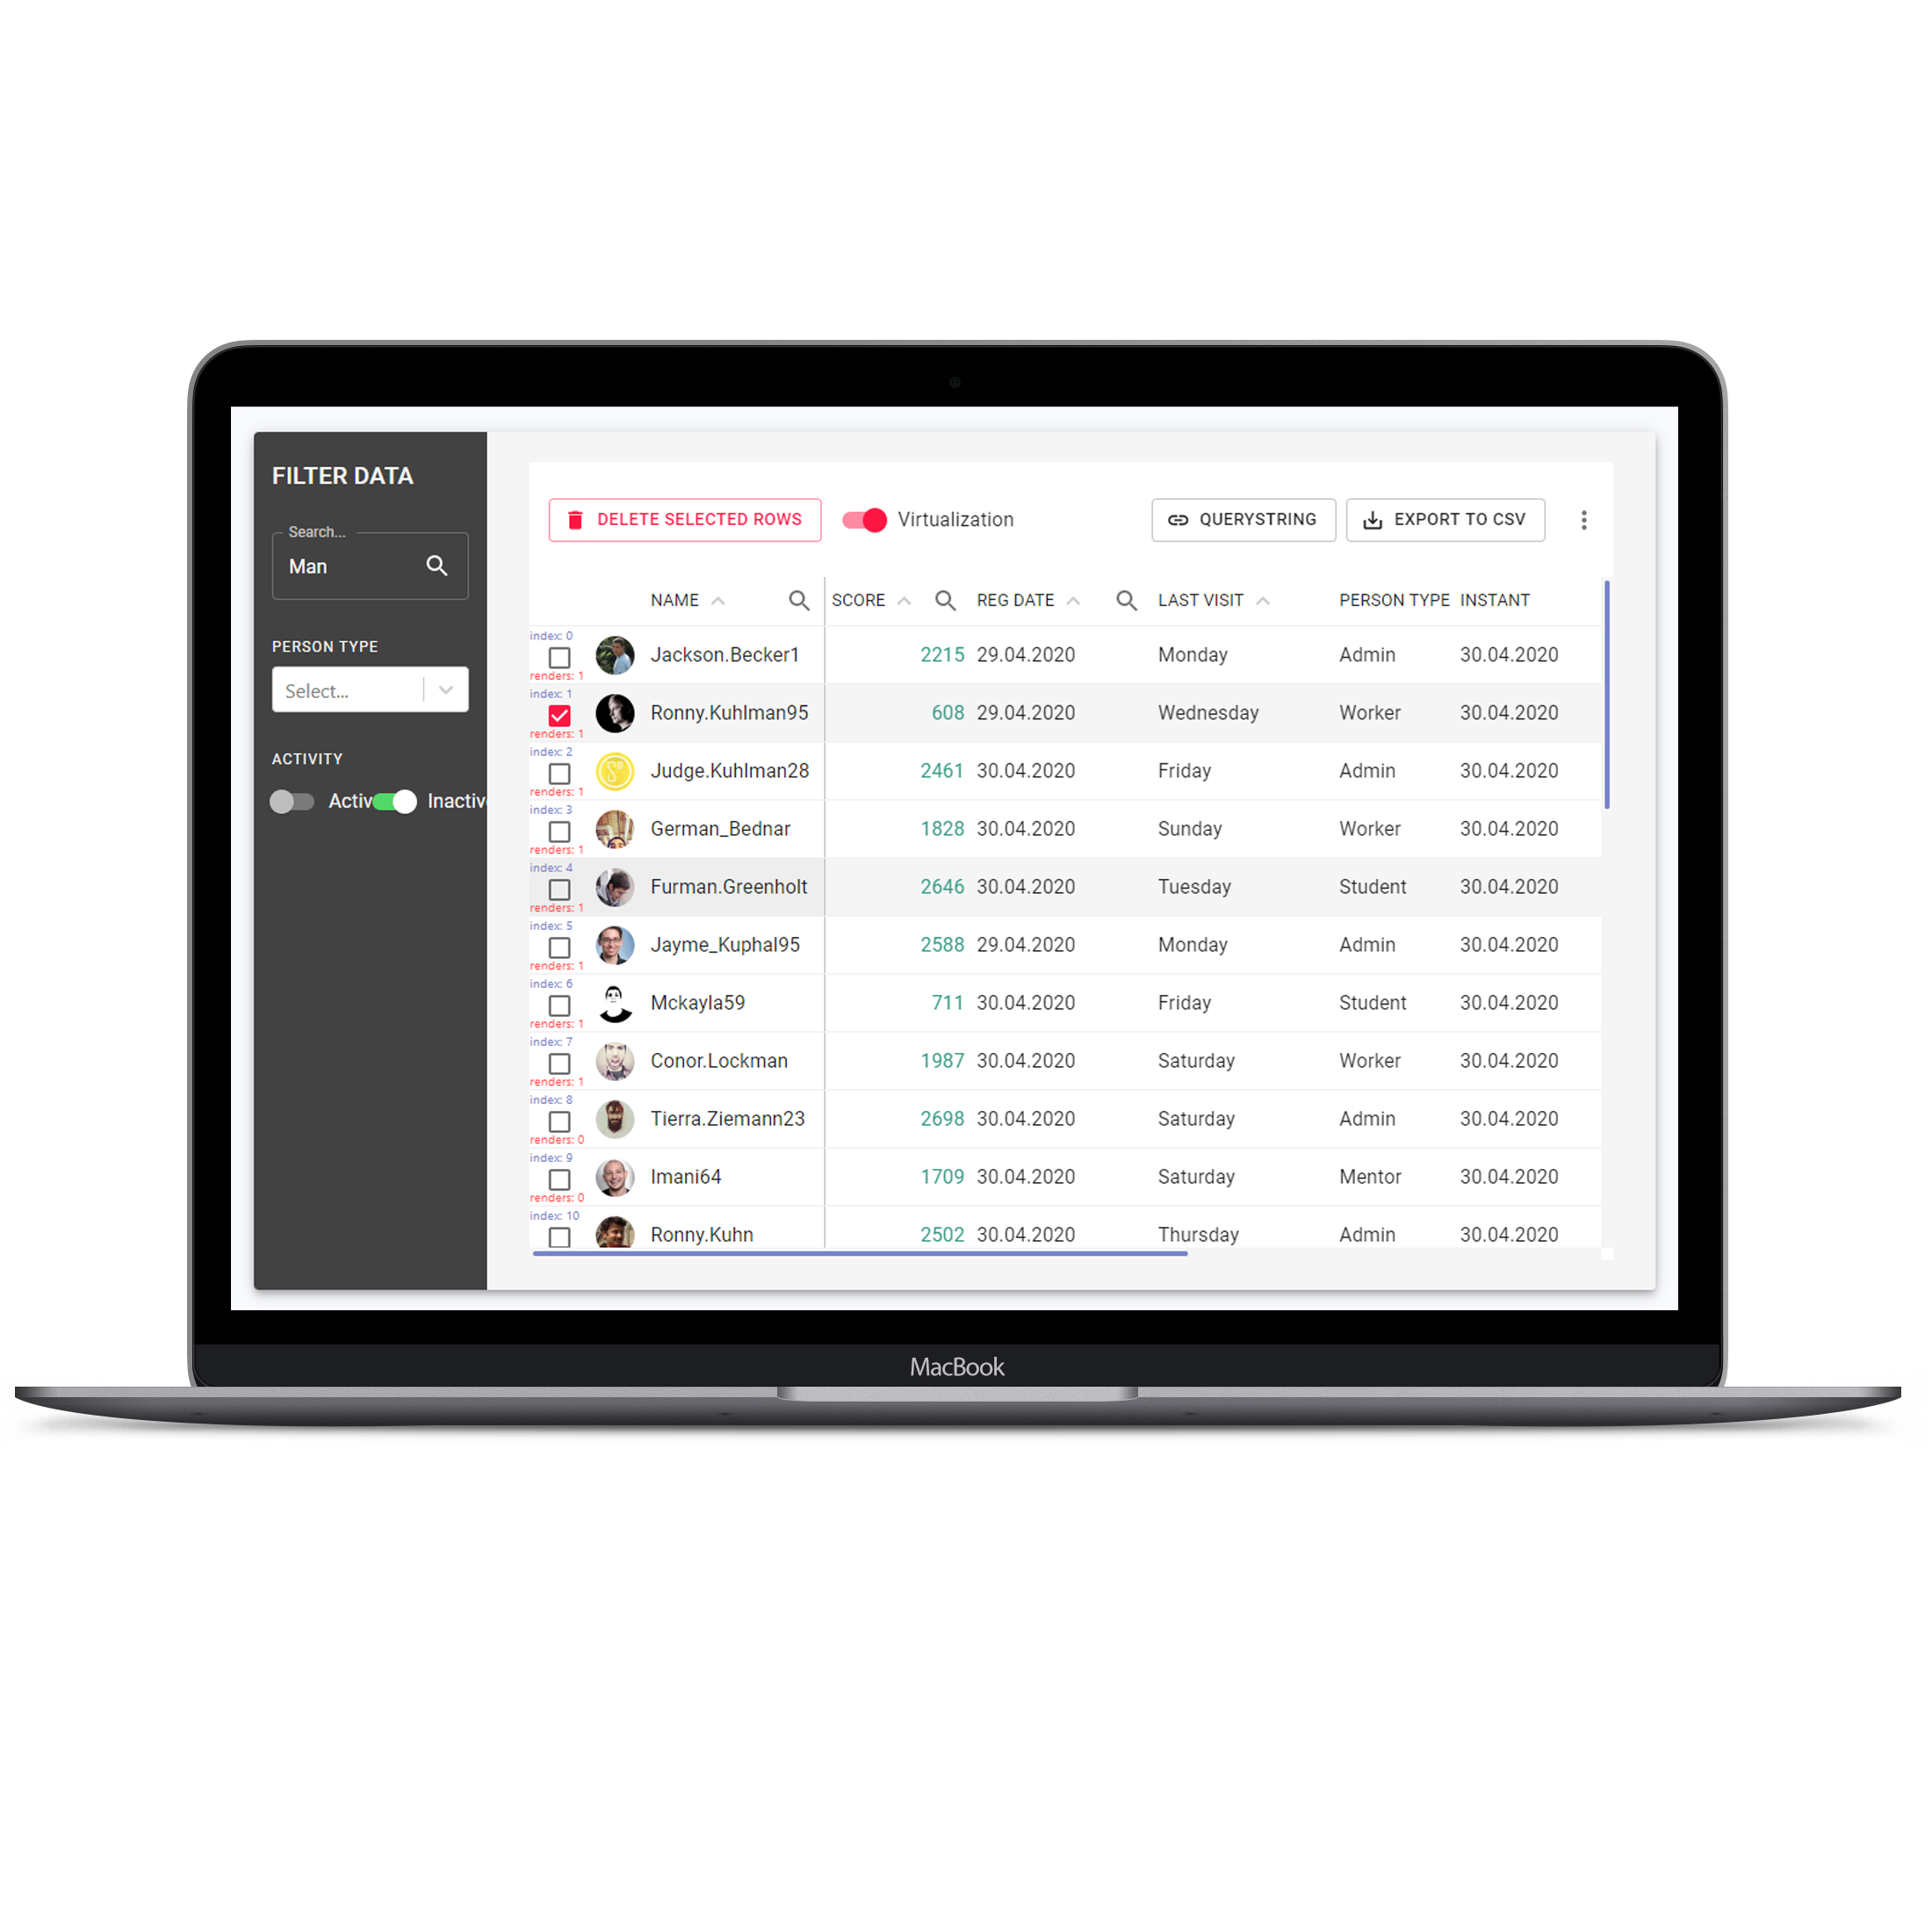 FILTER DATA
Search...
Man
PERSON TYPE
Select...
ACTIVITY
Activ Inactiv
DELETE SELECTED ROWS Virtualization QUERYSTRING EXPORT TO CSV
NAME SCORE REG DATE LAST VISIT PERSON TYPE INSTANT
index: 0
Jackson.Becker1 2215 29.04.2020 Monday Admin 30.04.2020
renders: 1
index: 1
Ronny.Kuhlman95 608 29.04.2020 Wednesday Worker 30.04.2020
renders: 1
index: 2
Judge.Kuhlman28 2461 30.04.2020 Friday Admin 30.04.2020
renders: 1
index: 3
German_Bednar 1828 30.04.2020 Sunday Worker 30.04.2020
renders: 1
index: 4
Furman.Greenholt 2646 30.04.2020 Tuesday Student 30.04.2020
renders: 1
index: 5
Jayme_Kuphal95 2588 29.04.2020 Monday Admin 30.04.2020
renders: 1
index: 6
Mckayla59 711 30.04.2020 Friday Student 30.04.2020
renders: 1
index: 7
Conor.Lockman 1987 30.04.2020 Saturday Worker 30.04.2020
renders: 1
index: 8
Tierra.Ziemann23 2698 30.04.2020 Saturday Admin 30.04.2020
renders: 0
index: 9
Imani64 1709 30.04.2020 Saturday Mentor 30.04.2020
renders: 0
index: 10
Ronny.Kuhn 2502 30.04.2020 Thursday Admin 30.04.2020
MacBook